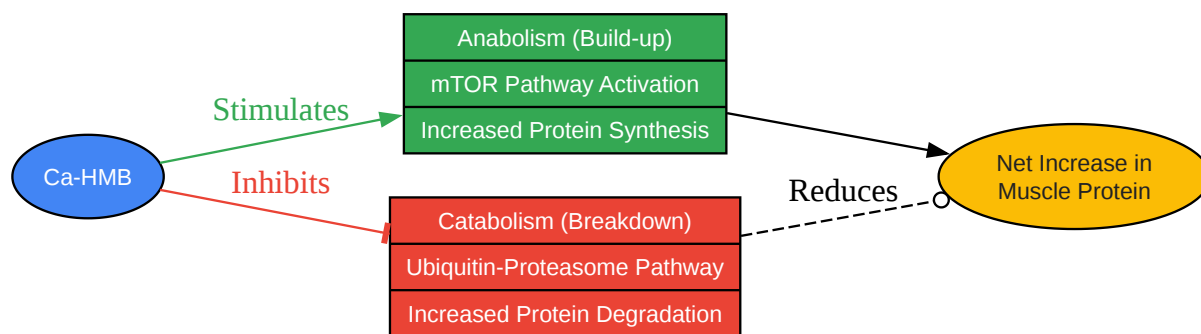 Ca-HMB
Stimulates
Inhibits
Anabolism (Build-up)
mTOR Pathway Activation
Increased Protein Synthesis
Catabolism (Breakdown)
Ubiquitin-Proteasome Pathway
Increased Protein Degradation
Reduces
Net Increase in
Muscle Protein